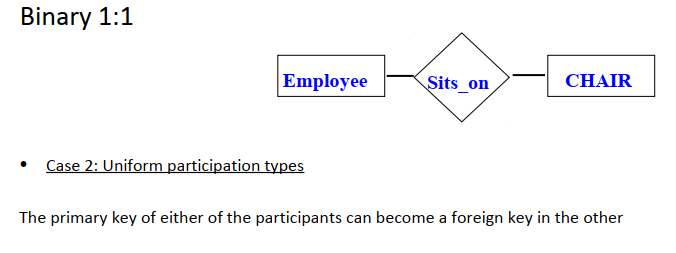 Binary 1:1
Employee
Sits_on
CHAIR
• Case 2: Uniform participation types
The primary key of either of the participants can become a foreign key in the other